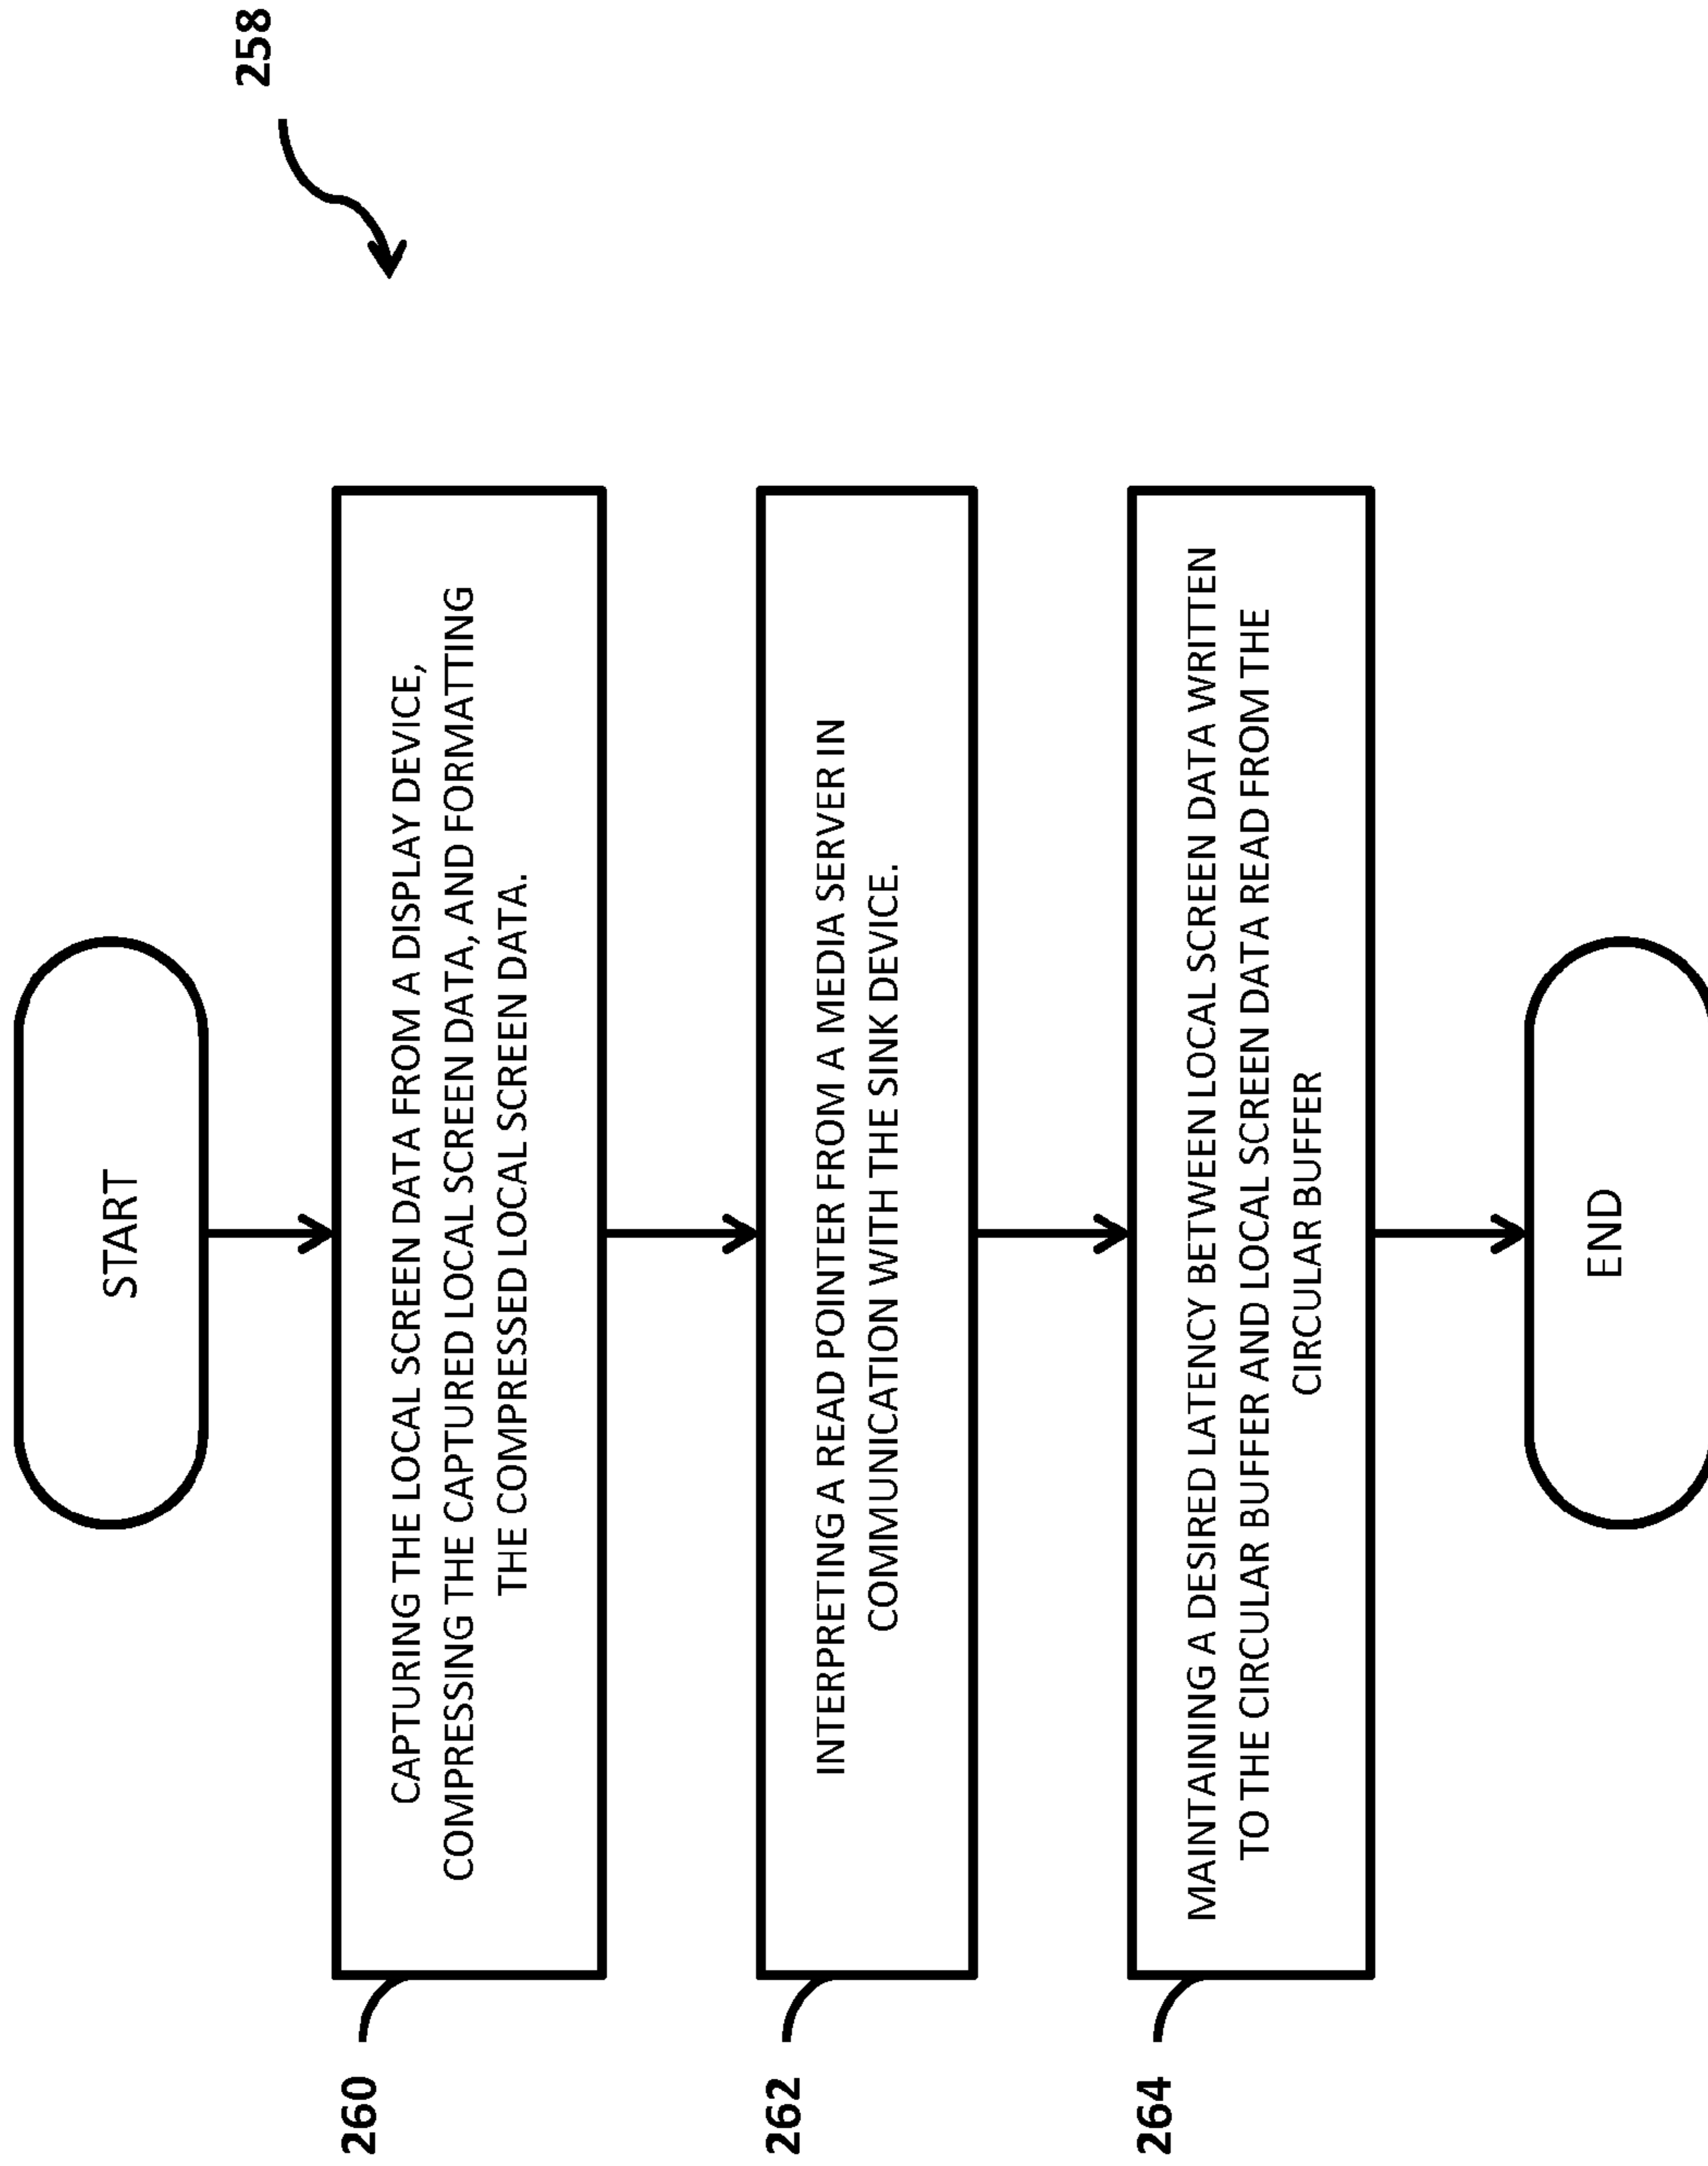 258
START
260
CAPTURING THE LOCAL SCREEN DATA FROM A DISPLAY DEVICE,
COMPRESSING THE CAPTURED LOCAL SCREEN DATA, AND FORMATTING
THE COMPRESSED LOCAL SCREEN DATA.
262
INTERPRETING A READ POINTER FROM A MEDIA SERVER IN
COMMUNICATION WITH THE SINK DEVICE.
264
MAINTAINING A DESIRED LATENCY BETWEEN LOCAL SCREEN DATA WRITTEN
TO THE CIRCULAR BUFFER AND LOCAL SCREEN DATA READ FROM THE
CIRCULAR BUFFER
END